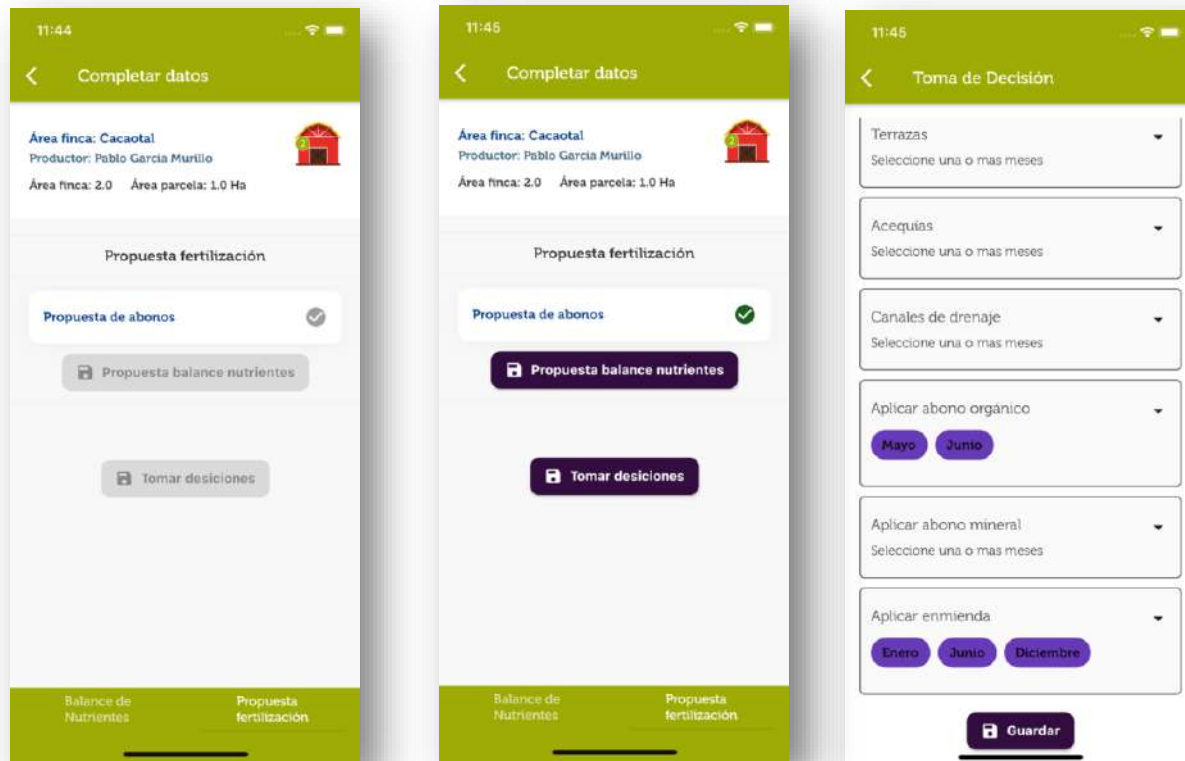 11:44
Completar datos
Área finca: Cacaotal
2
Productor: Pablo Garcia Murillo
Área finca: 2.0 Área parcela: 1.0 Ha
Propuesta fertilización
Propuesta de abonos
Propuesta balance nutrientes
Tomar desiciones
Balance de
Nutrientes
Propuesta
fertilización
11:45
Completar datos
Área finca: Cacaotal
2
Productor: Pablo Garcia Murillo
Área finca: 2.0 Área parcela: 1.0 Ha
Propuesta fertilización
Propuesta de abonos
Propuesta balance nutrientes
Tomar desiciones
Balance de
Nutrientes
Propuesta
fertilización
11:45
Toma de Decisión
Terrazas
Seleccione una o mas meses
Acequías
Seleccione una o mas meses
Canales de drenaje
Seleccione una o mas meses
Aplicar abono orgánico
Mayo Junio
Aplicar abono mineral
Seleccione una o mas meses
Aplicar enmienda
Enero Junio Diciembre
Guardar